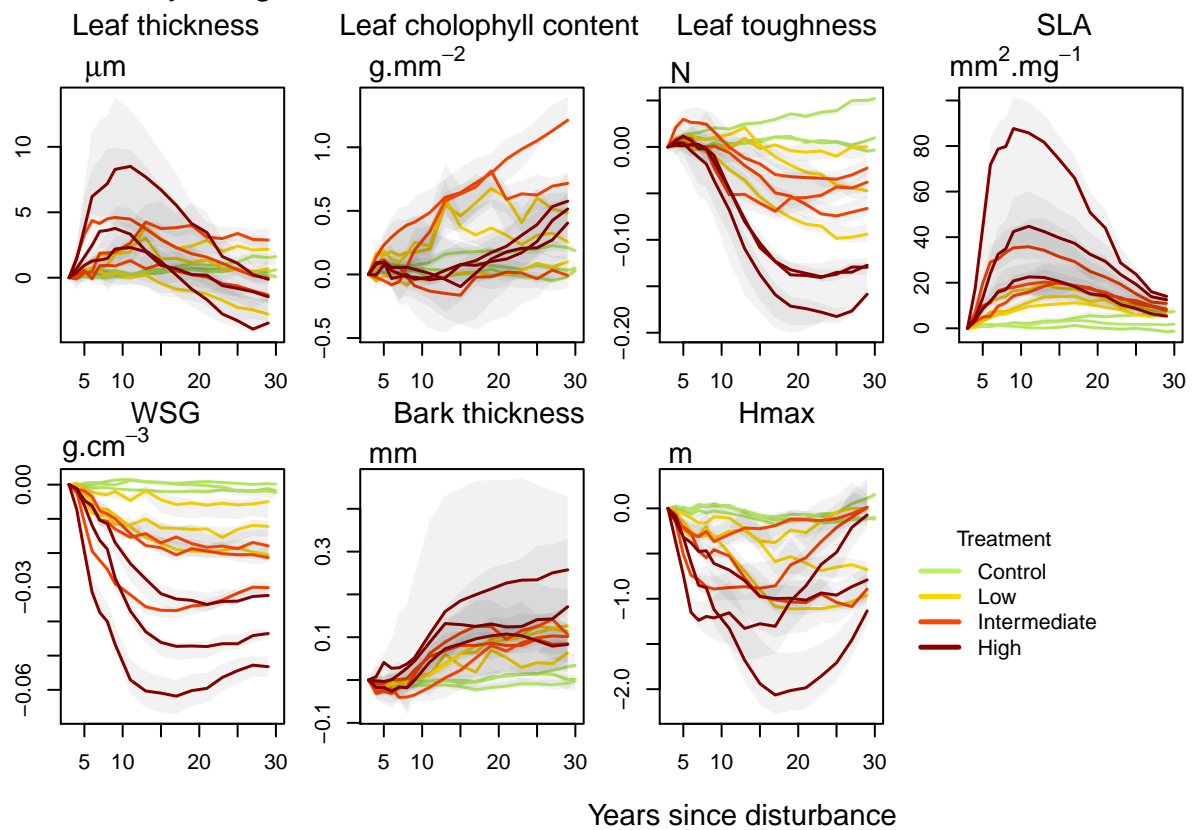 Leaf thickness
Leaf cholophyll content
Leaf toughness
SLA
μm
g.mm−2
N
mm2.mg−1
0 5 10
−0.5 0.0 0.5 1.0
−0.20 −0.10 0.00
0 20 40 60 80
5 10 20 30
5 10 20 30
5 10 20 30
5 10 20 30
WSG
Bark thickness
Hmax
g.cm−3
mm
m
−0.06 −0.03 0.00
−0.1 0.1 0.3
−2.0 −1.0 0.0
Treatment
Control
Low
Intermediate
High
5 10 20 30
5 10 20 30
5 10 20 30
Years since disturbance